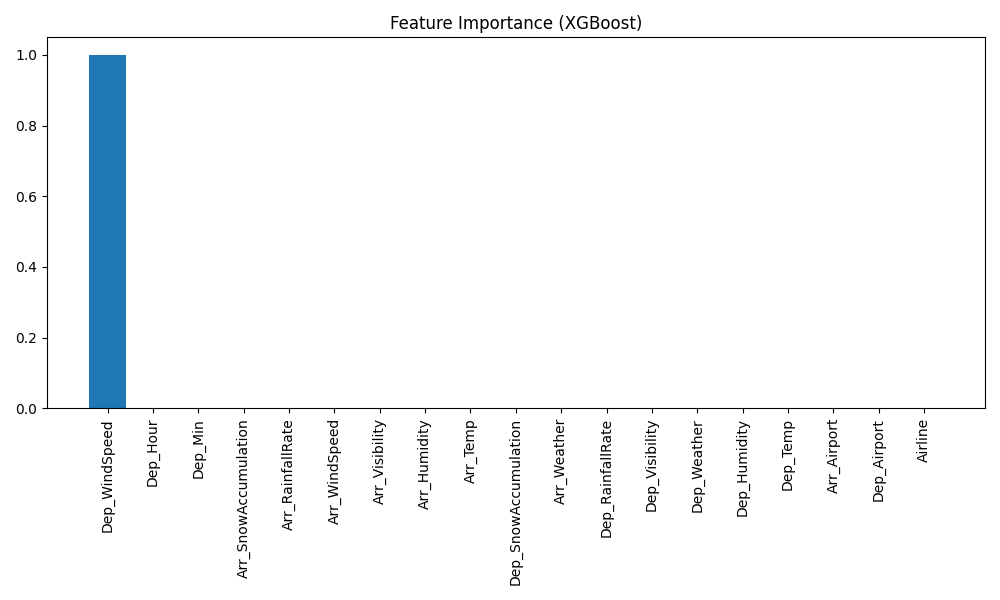 Feature Importance (XGBoost)
1.0
0.8
0.6
0.4
0.2
0.0
Dep_WindSpeed
Dep_Hour
Dep_Min
Arr_SnowAccumulation
Arr_RainfallRate
Arr_WindSpeed
Arr_Visibility
Arr_Humidity
Arr_Temp
Dep_SnowAccumulation
Arr_Weather
Dep_RainfallRate
Dep_Visibility
Dep_Weather
Dep_Humidity
Dep_Temp
Arr_Airport
Dep_Airport
Airline